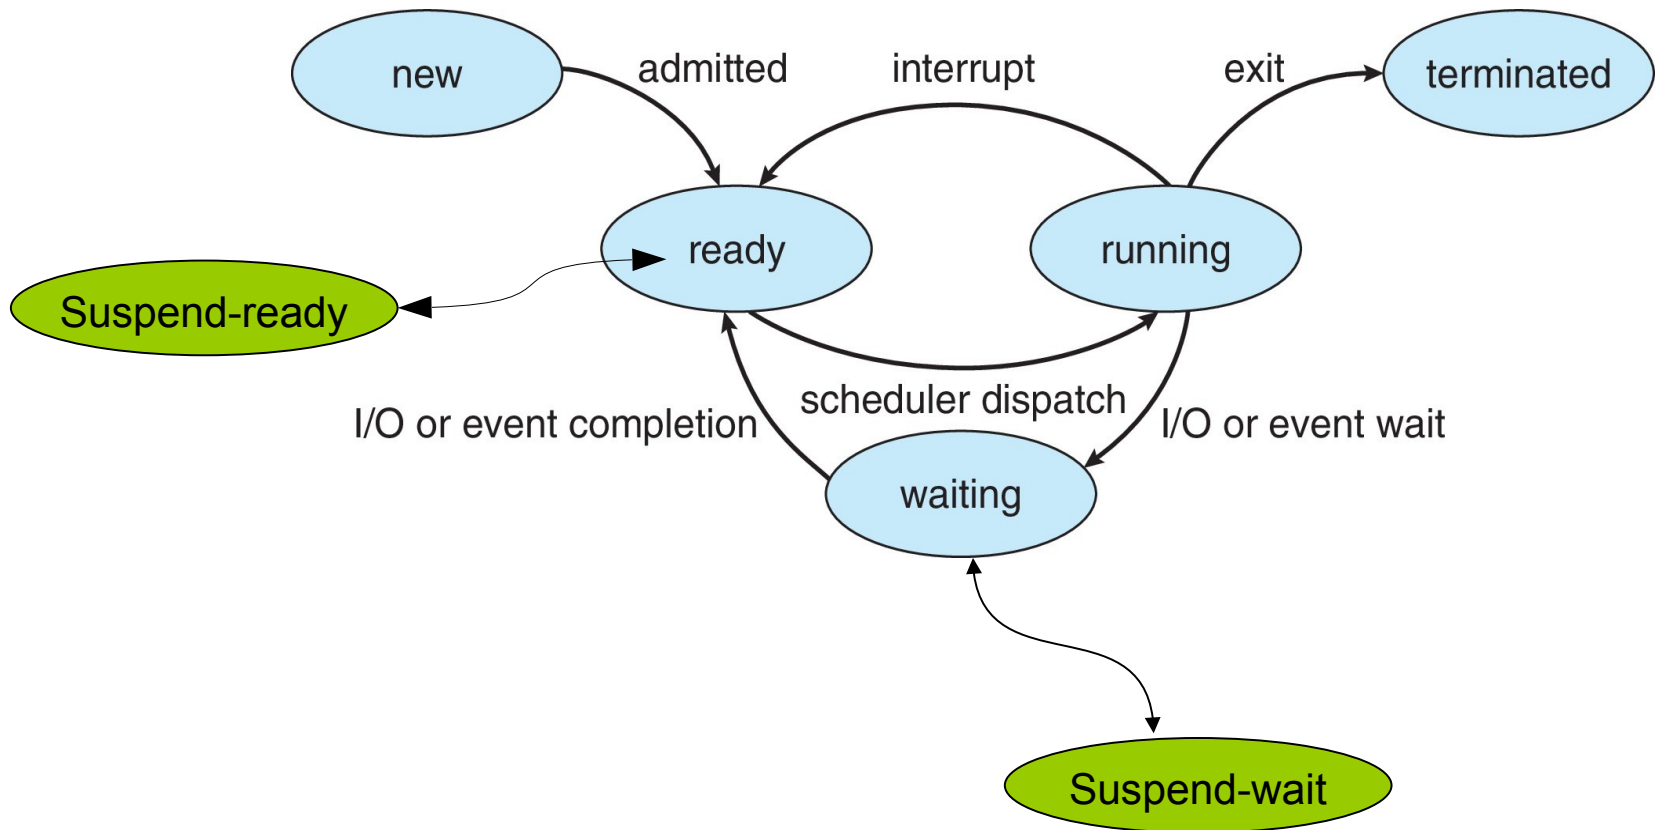 new
admitted
interrupt
exit
terminated
ready
running
Suspend-ready
scheduler dispatch
I/O or event completion
I/O or event wait
waiting
Suspend-wait